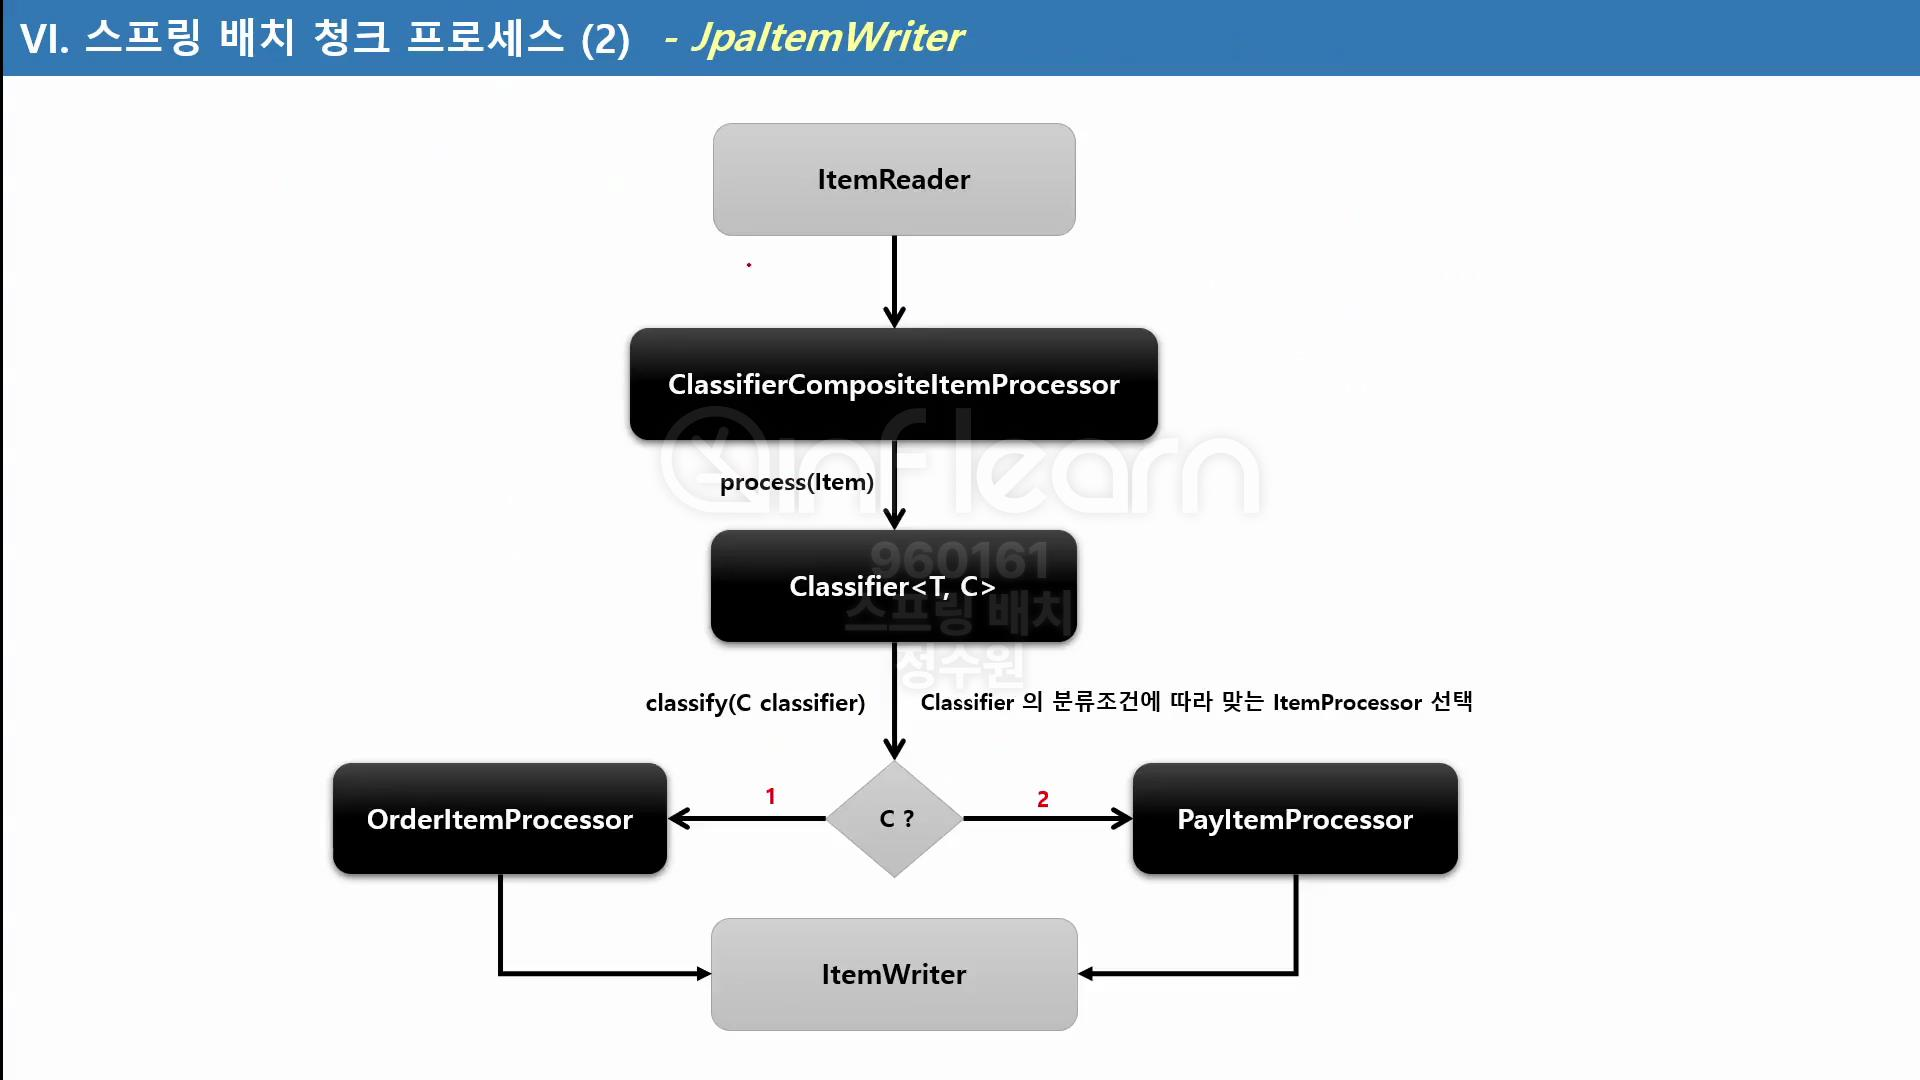 VI. 스프링 배치 청크 프로세스 (2) - JpaItemWriter
ItemReader
ClassifierCompositeItemProcessor
inflearn
process(Item)
960161
Classifier<T, C>
스프링 배치
정수원
classify(C classifier)
Classifier 의 분류조건에 따라 맞는 ItemProcessor 선택
1
2
OrderItemProcessor
C ?
PayItemProcessor
ItemWriter